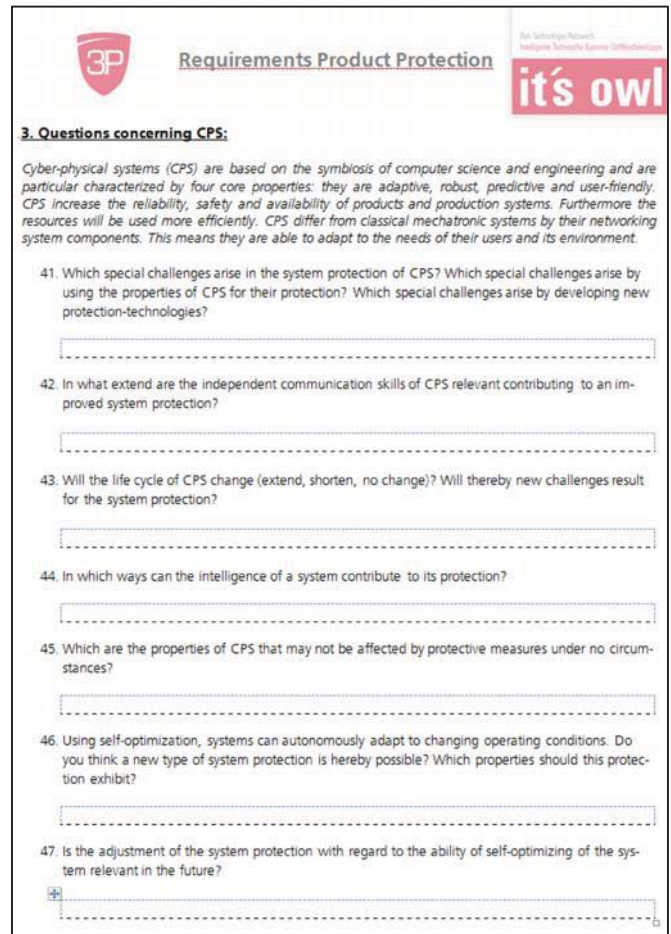 3P
Requirements Product Protection
Das Technologie-Netzwerk:
Intelligente Technische Systeme OstWestfalenLippe
it's owl
3. Questions concerning CPS:
Cyber-physical systems (CPS) are based on the symbiosis of computer science and engineering and are
particular characterized by four core properties: they are adaptive, robust, predictive and user-friendly.
CPS increase the reliability, safety and availability of products and production systems. Furthermore the
resources will be used more efficiently. CPS differ from classical mechatronic systems by their networking
system components. This means they are able to adapt to the needs of their users and its environment.
41. Which special challenges arise in the system protection of CPS? Which special challenges arise by
using the properties of CPS for their protection? Which special challenges arise by developing new
protection-technologies?
42. In what extend are the independent communication skills of CPS relevant contributing to an im-
proved system protection?
43. Will the life cycle of CPS change (extend, shorten, no change)? Will thereby new challenges result
for the system protection?
44. In which ways can the intelligence of a system contribute to its protection?
45. Which are the properties of CPS that may not be affected by protective measures under no circum-
stances?
46. Using self-optimization, systems can autonomously adapt to changing operating conditions. Do
you think a new type of system protection is hereby possible? Which properties should this protec-
tion exhibit?
47. Is the adjustment of the system protection with regard to the ability of self-optimizing of the sys-
tem relevant in the future?